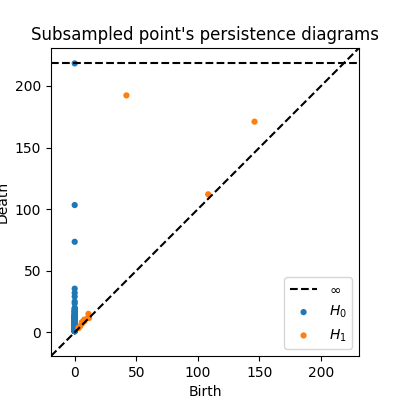 Subsampled point's persistence diagrams
200
150
100
50
0
Death
0 50 100 150 200
Birth
∞
H₀
H₁